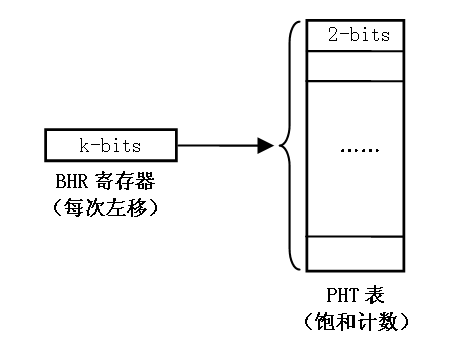 2-bits
……
k-bits
BHR 寄存器
（每次左移）
PHT 表
（饱和计数）